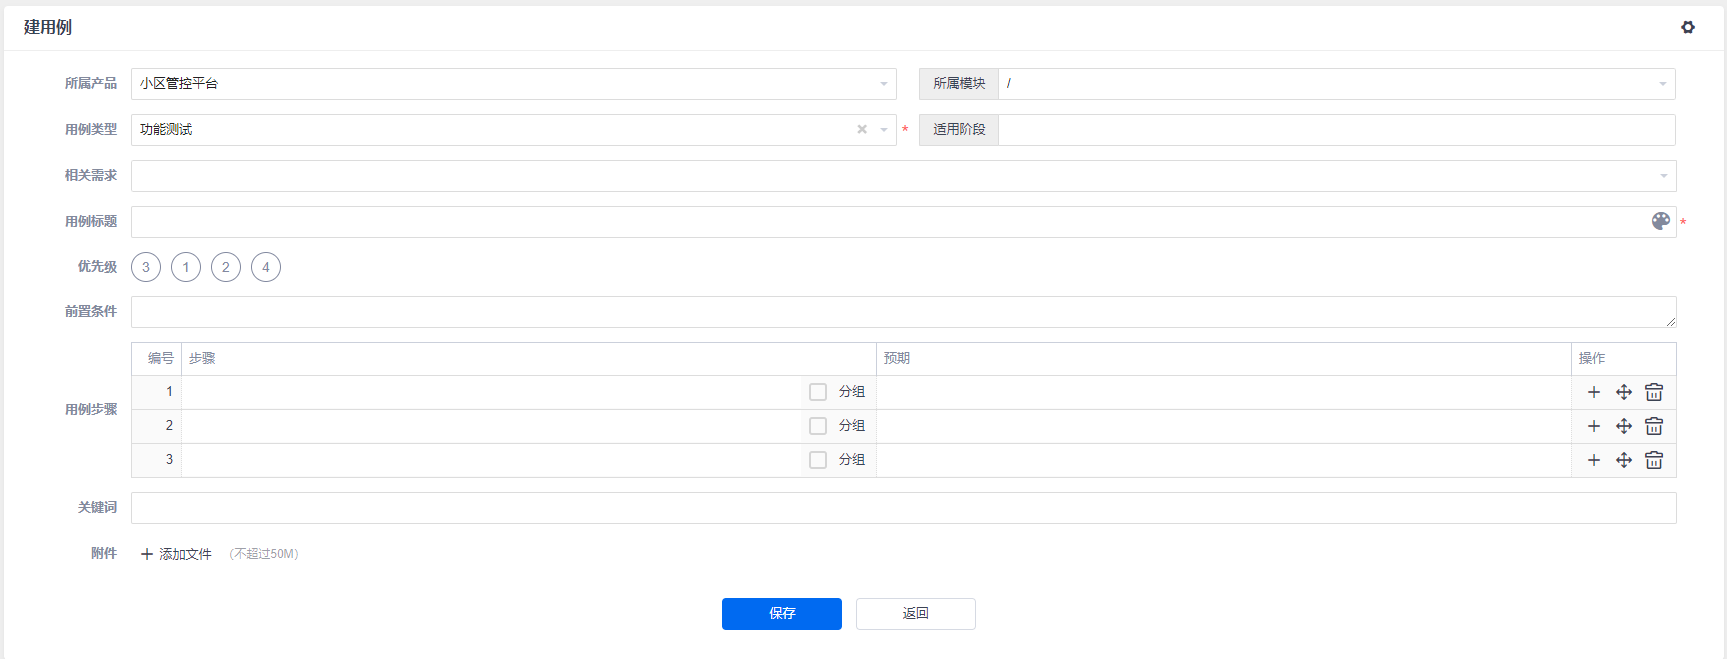 建用例
所属产品 小区管控平台 所属模块 /
用例类型 功能测试 * 适用阶段
相关需求
用例标题 *
优先级 3 1 2 4
前置条件
编号 步骤 预期 操作
用例步骤
1 分组
2 分组
3 分组
关键词
附件 添加文件 (不超过50M)
保存 返回